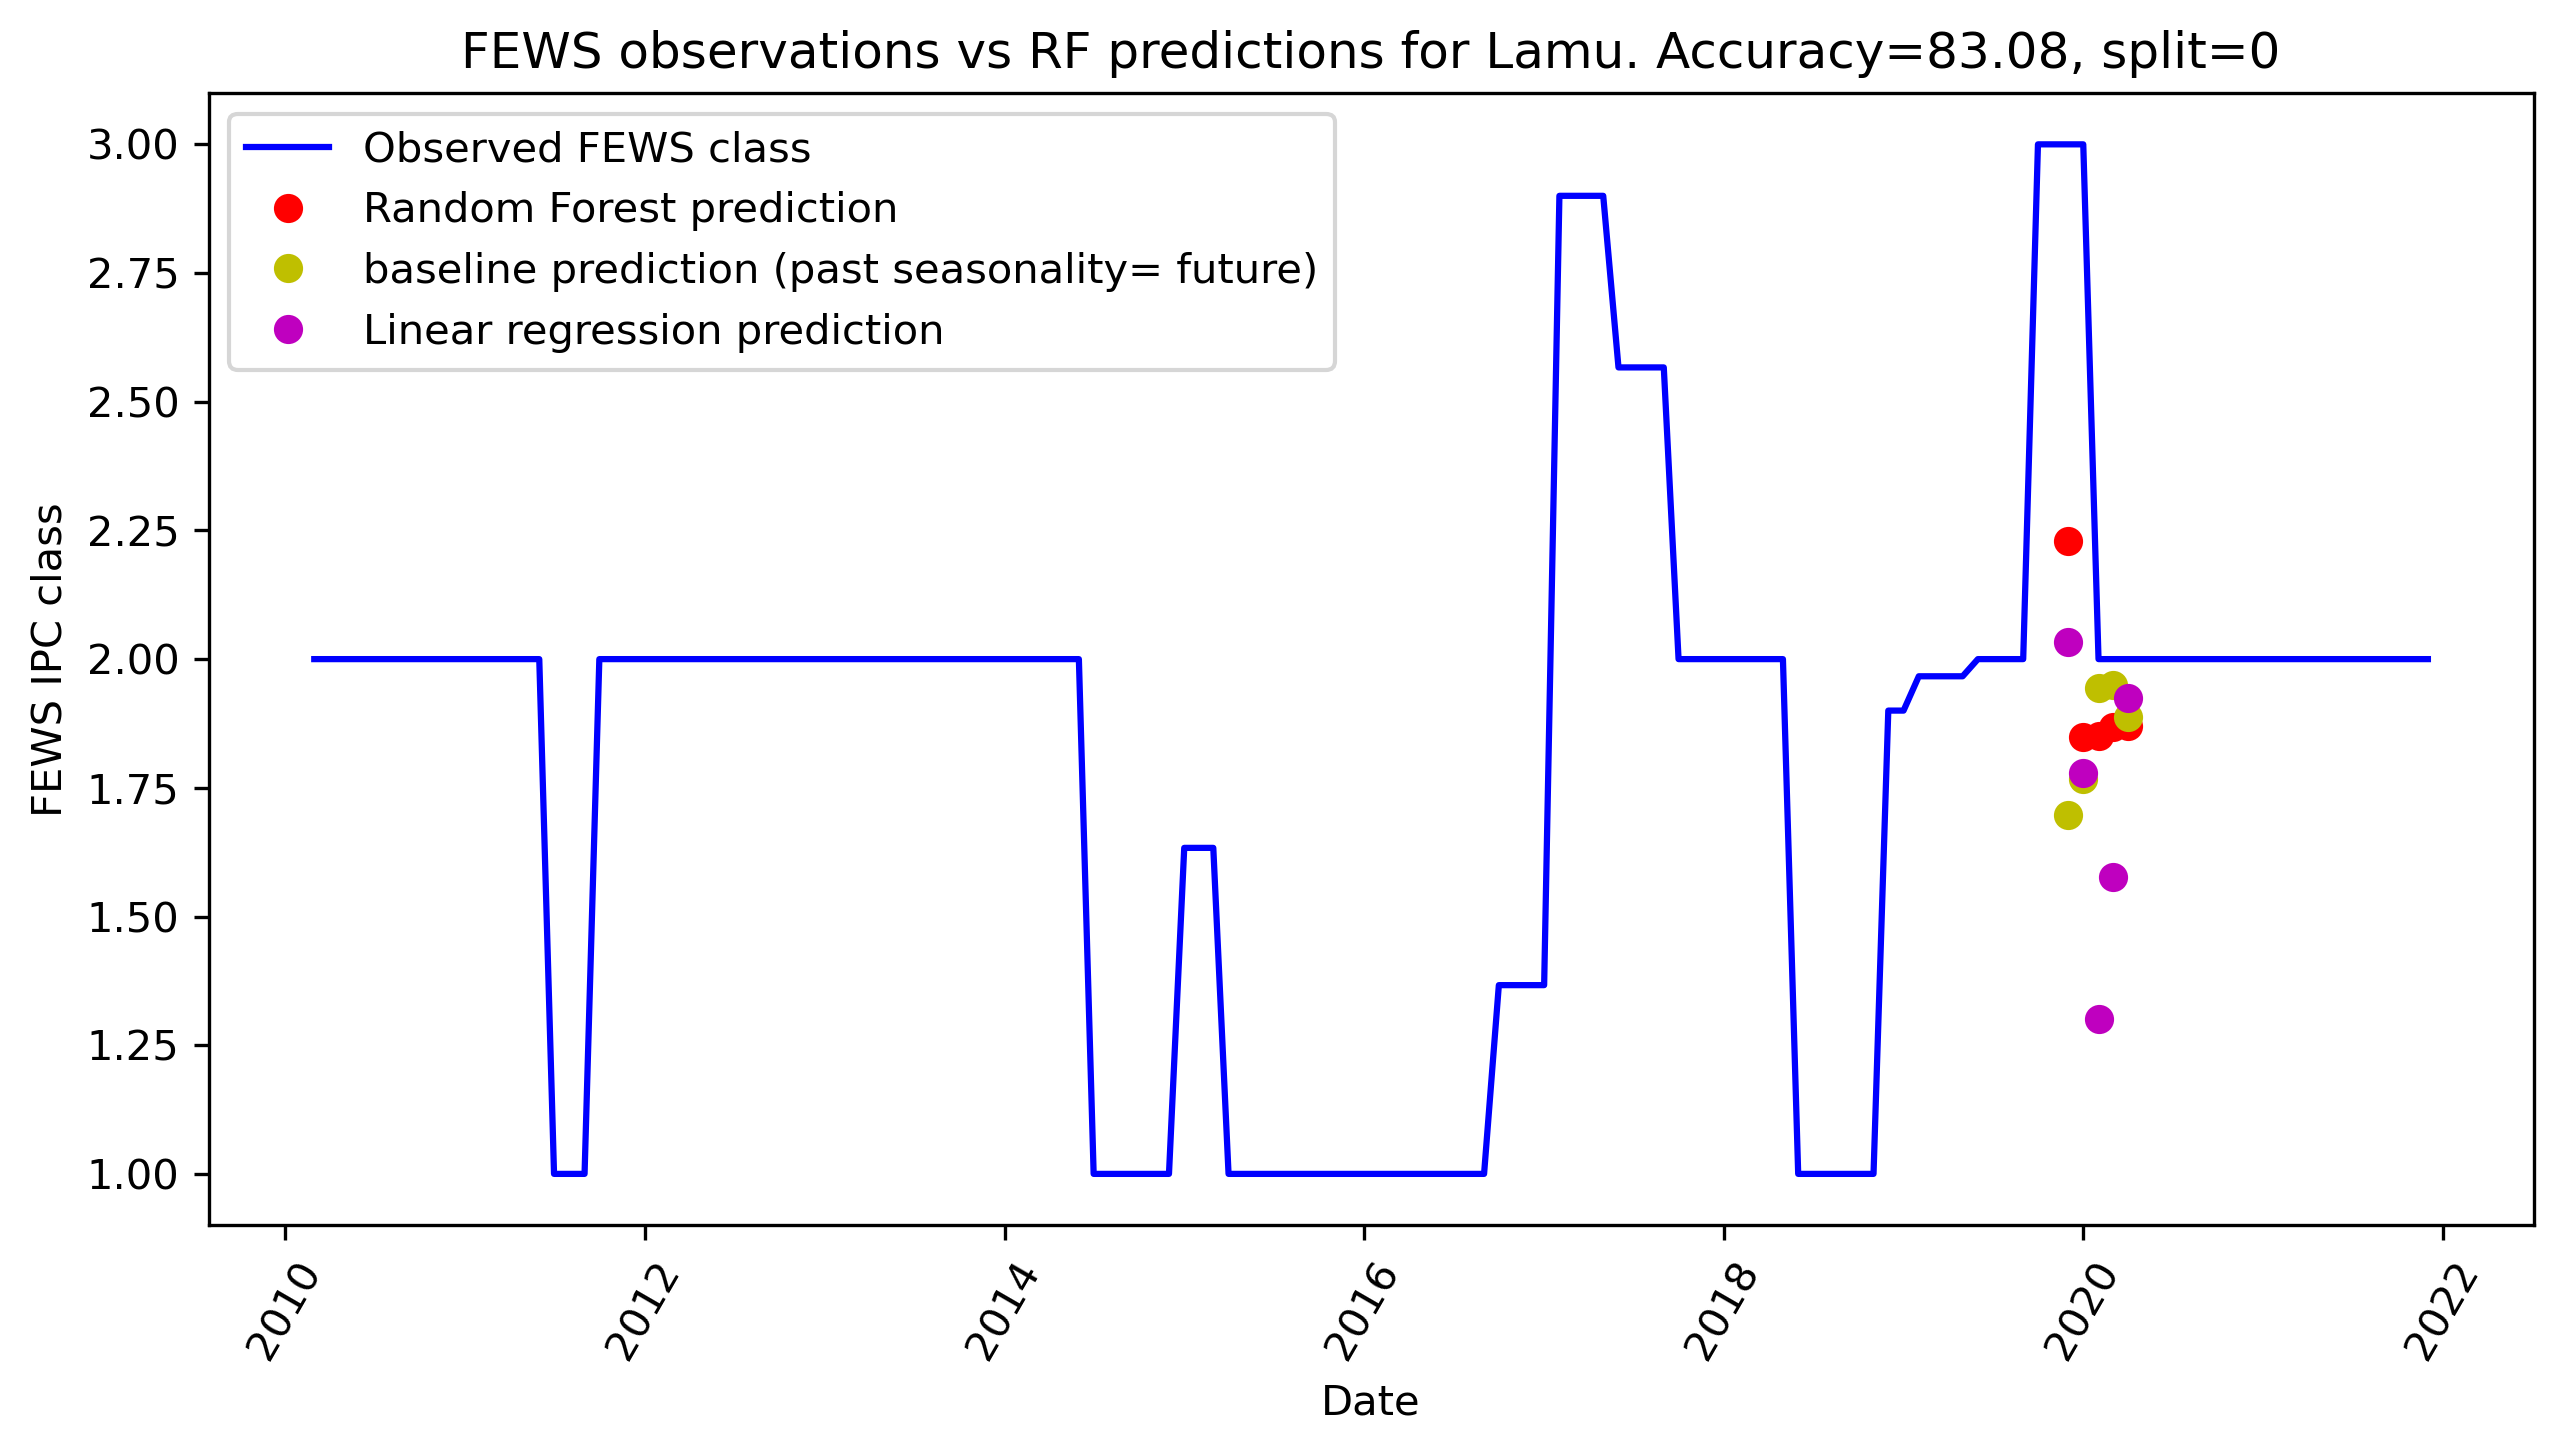 FEWS observations vs RF predictions for Lamu. Accuracy=83.08, split=0
Observed FEWS class
Random Forest prediction
baseline prediction (past seasonality= future)
Linear regression prediction
FEWS IPC class
3.00
2.75
2.50
2.25
2.00
1.75
1.50
1.25
1.00
2010
2012
2014
2016
2018
2020
2022
Date